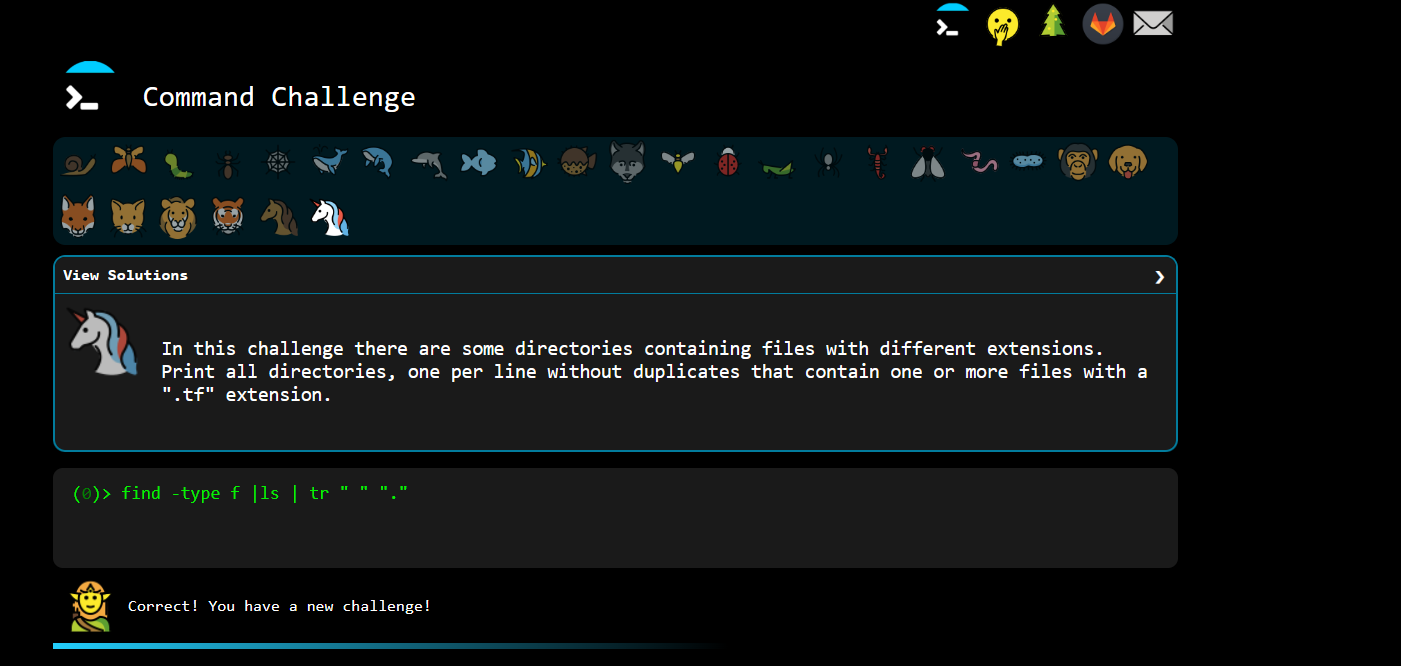 Command Challenge
View Solutions
In this challenge there are some directories containing files with different extensions.
Print all directories, one per line without duplicates that contain one or more files with a
".tf" extension.
(0)> find -type f |ls | tr " " "."
Correct! You have a new challenge!